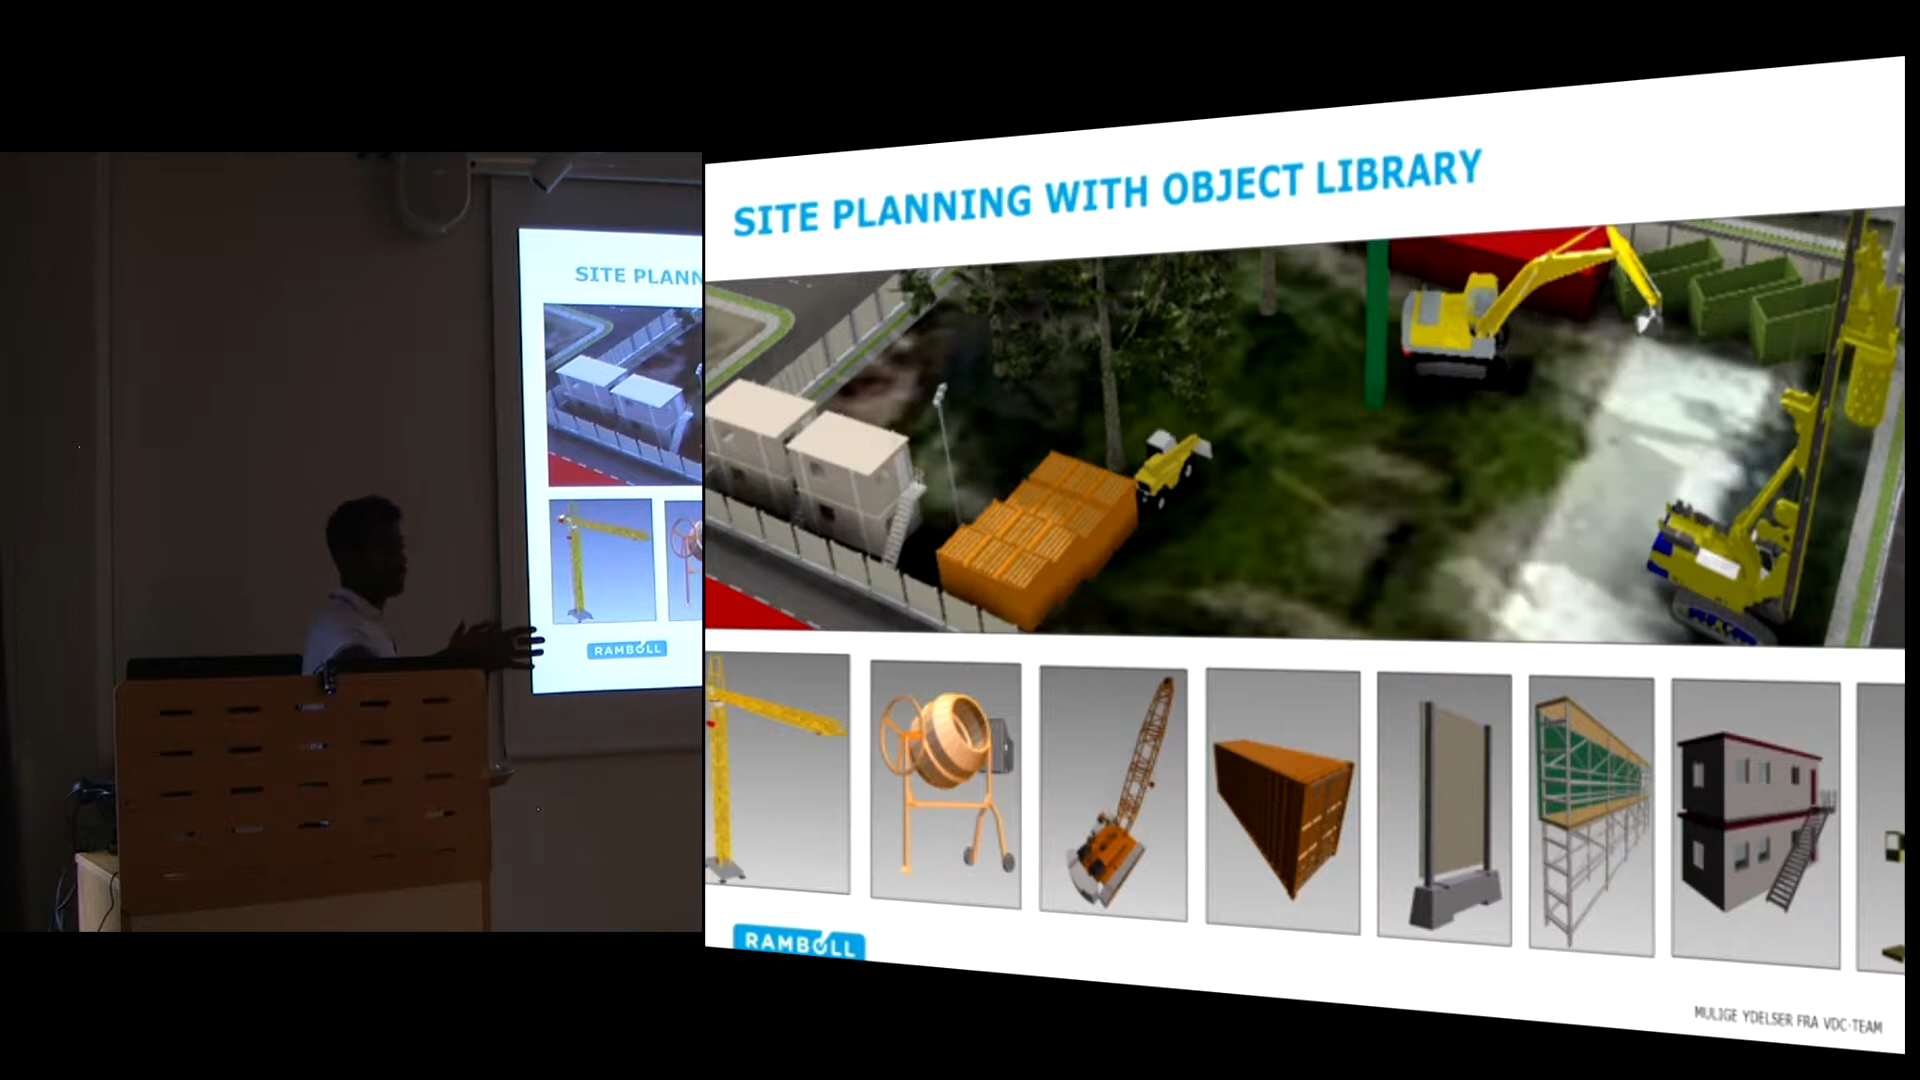 SITE PLANN
RAMBOLL
SITE PLANNING WITH OBJECT LIBRARY
RAMBOLL
MULIGE YDELSER FRA VDC-TEAM